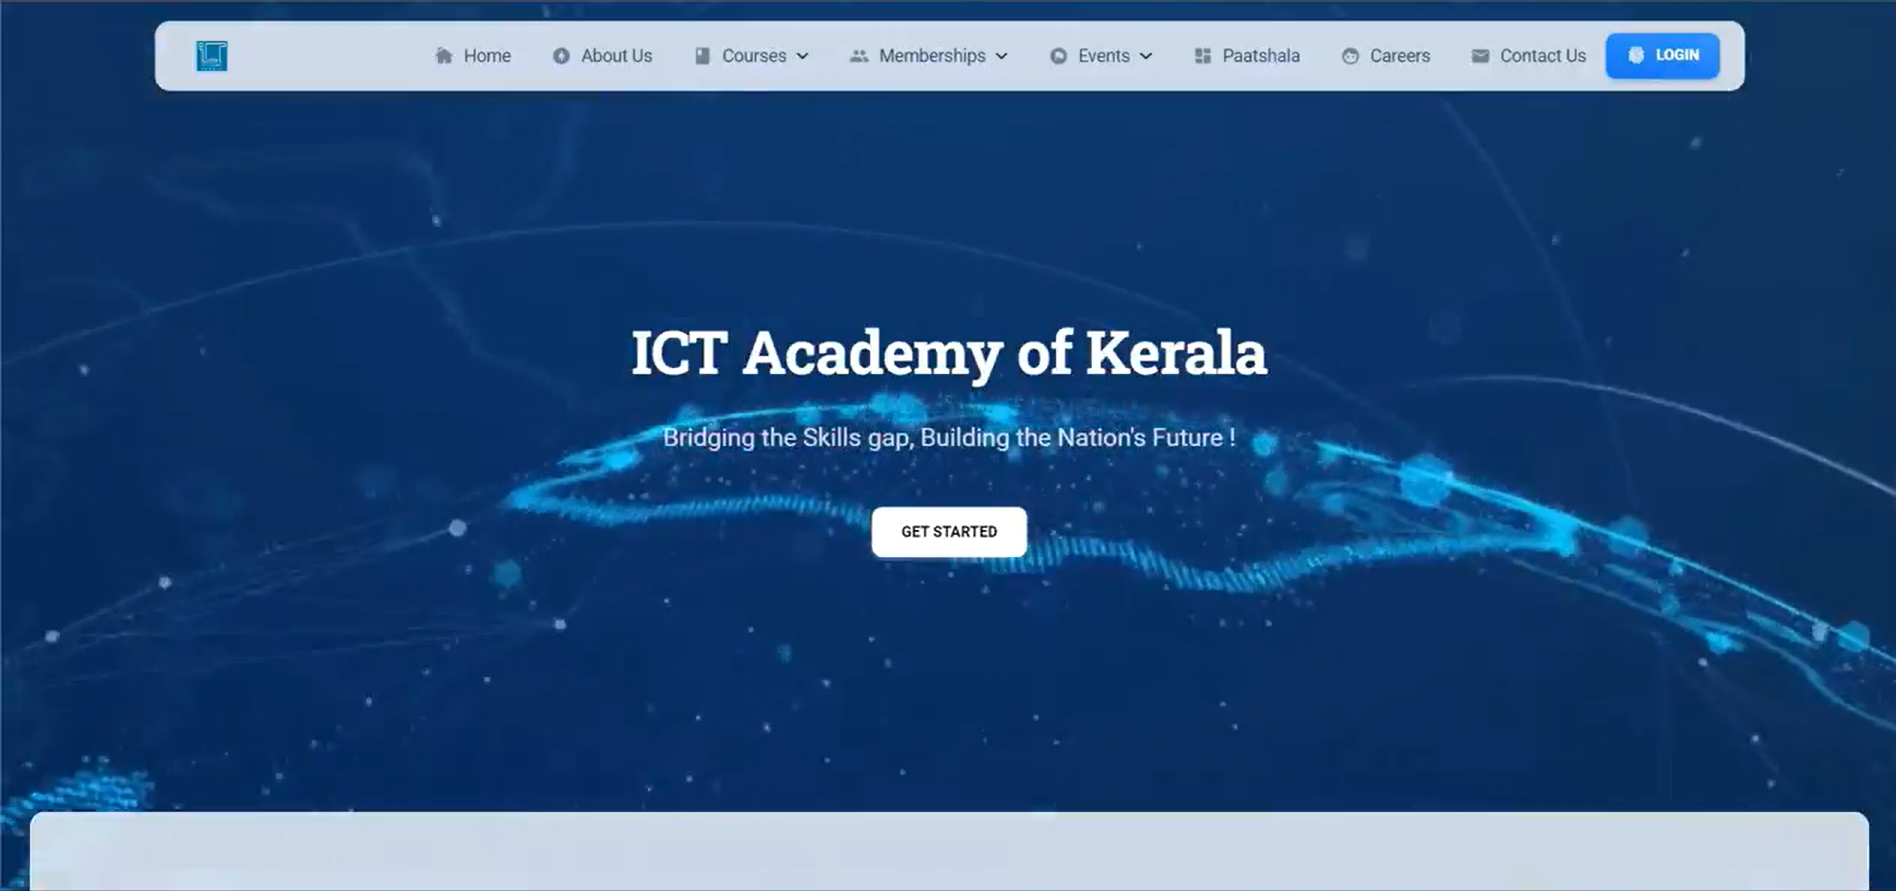 Home About Us Courses Memberships Events Paatshala Careers Contact Us LOGIN
ICT Academy of Kerala
Bridging the Skills gap, Building the Nation's Future !
GET STARTED